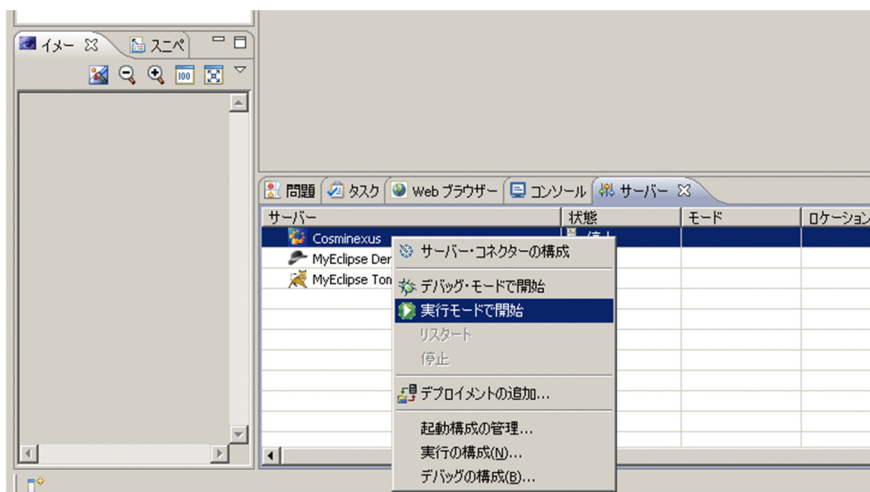 イメー スニペ
100
問題 タスク Web ブラウザー コンソール サーバー
サーバー 状態 モード ロケーション
Cosminexus
MyEclipse Der
MyEclipse Tom
サーバー・コネクターの構成
デバッグ・モードで開始
実行モードで開始
リスタート
停止
デプロイメントの追加...
起動構成の管理...
実行の構成(N)...
デバッグの構成(B)...